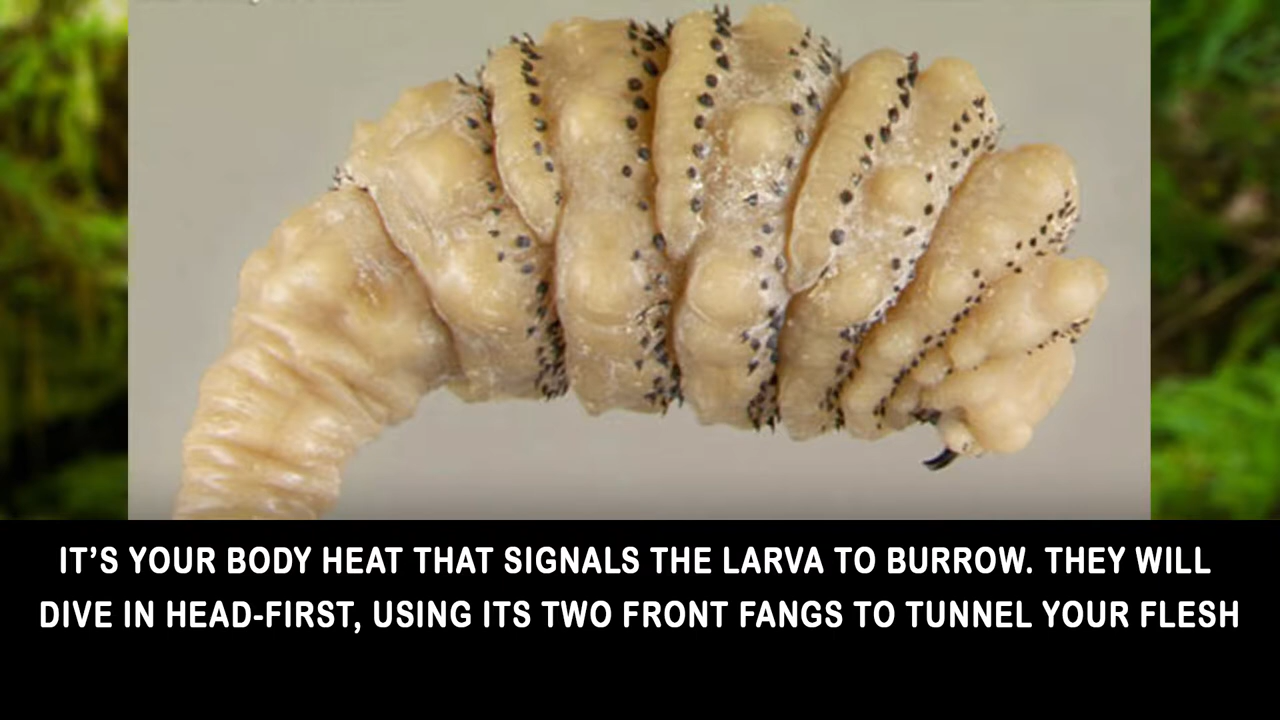 IT’S YOUR BODY HEAT THAT SIGNALS THE LARVA TO BURROW. THEY WILL
DIVE IN HEAD-FIRST, USING ITS TWO FRONT FANGS TO TUNNEL YOUR FLESH